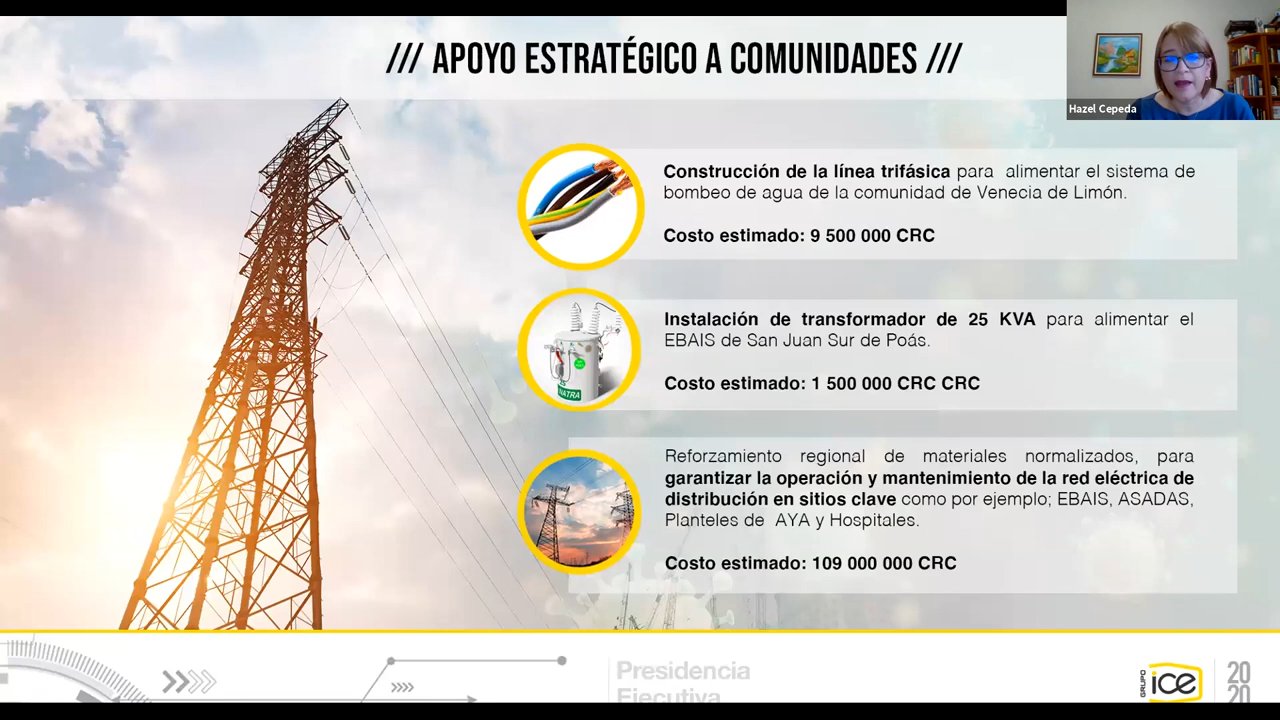 /// APOYO ESTRATÉGICO A COMUNIDADES ///
Hazel Cepeda
Construcción de la línea trifásica para alimentar el sistema de
bombeo de agua de la comunidad de Venecia de Limón.
Costo estimado: 9 500 000 CRC
Instalación de transformador de 25 KVA para alimentar el
EBAIS de San Juan Sur de Poás.
Costo estimado: 1 500 000 CRC CRC
Reforzamiento regional de materiales normalizados, para
garantizar la operación y mantenimiento de la red eléctrica de
distribución en sitios clave como por ejemplo; EBAIS, ASADAS,
Planteles de AYA y Hospitales.
Costo estimado: 109 000 000 CRC
Presidencia
Ejecutiva
GRUPO
ice
20
20